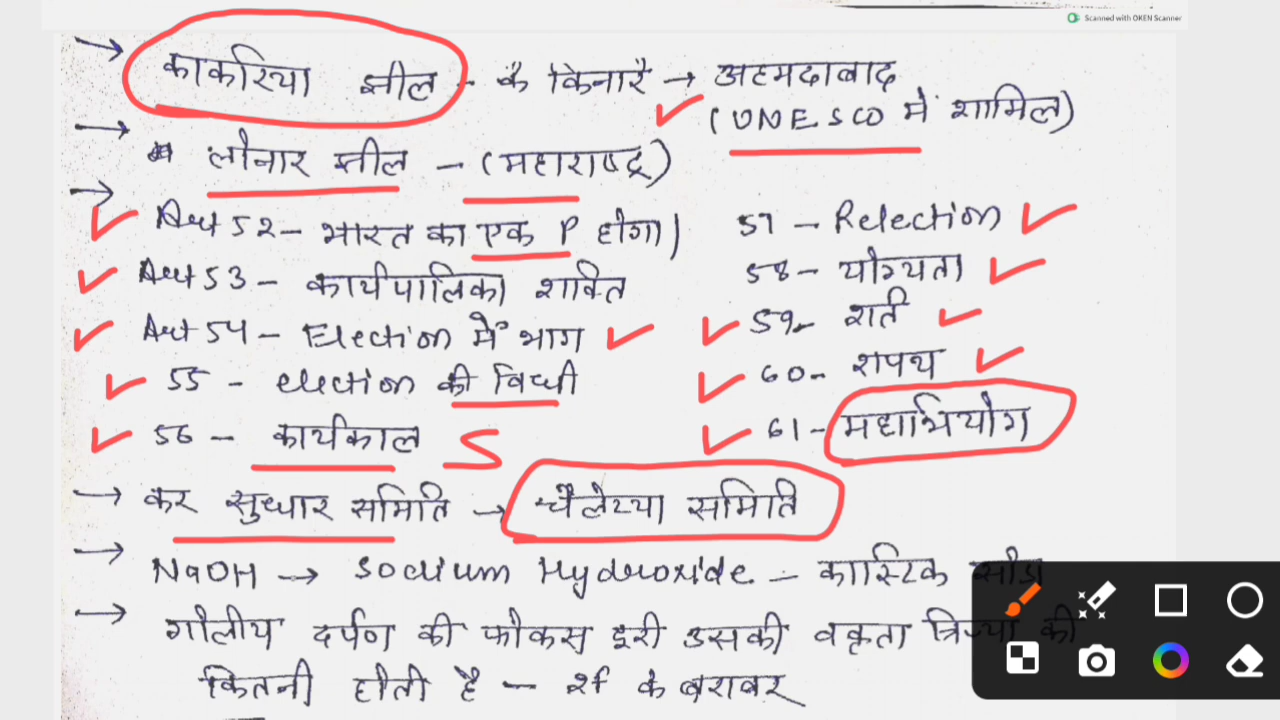 Scanned with OKEN Scanner
→ काकरिया झील - के किनारे → अहमदाबाद
(UNESCO में शामिल)
→ लोनार झील - (महाराष्ट्र)
→ Art 52 - भारत का एक P होगा।
Art 53 - कार्यपालिका शक्ति
Art 54 - Election में भाग
55 - election की विधी
56 - कार्यकाल 5
57 - Relection
58 - योग्यता
59 - शर्त
60 - शपथ
61 - महाभियोग
→ कर सुधार समिति → चैलेय्या समिति
→ NaOH → Sodium Hydroxide - कास्टिक सोडा
→ गोलीय दर्पण की फोकस दूरी उसकी वक्रता त्रिज्या की
कितनी होती है - 2f के बराबर